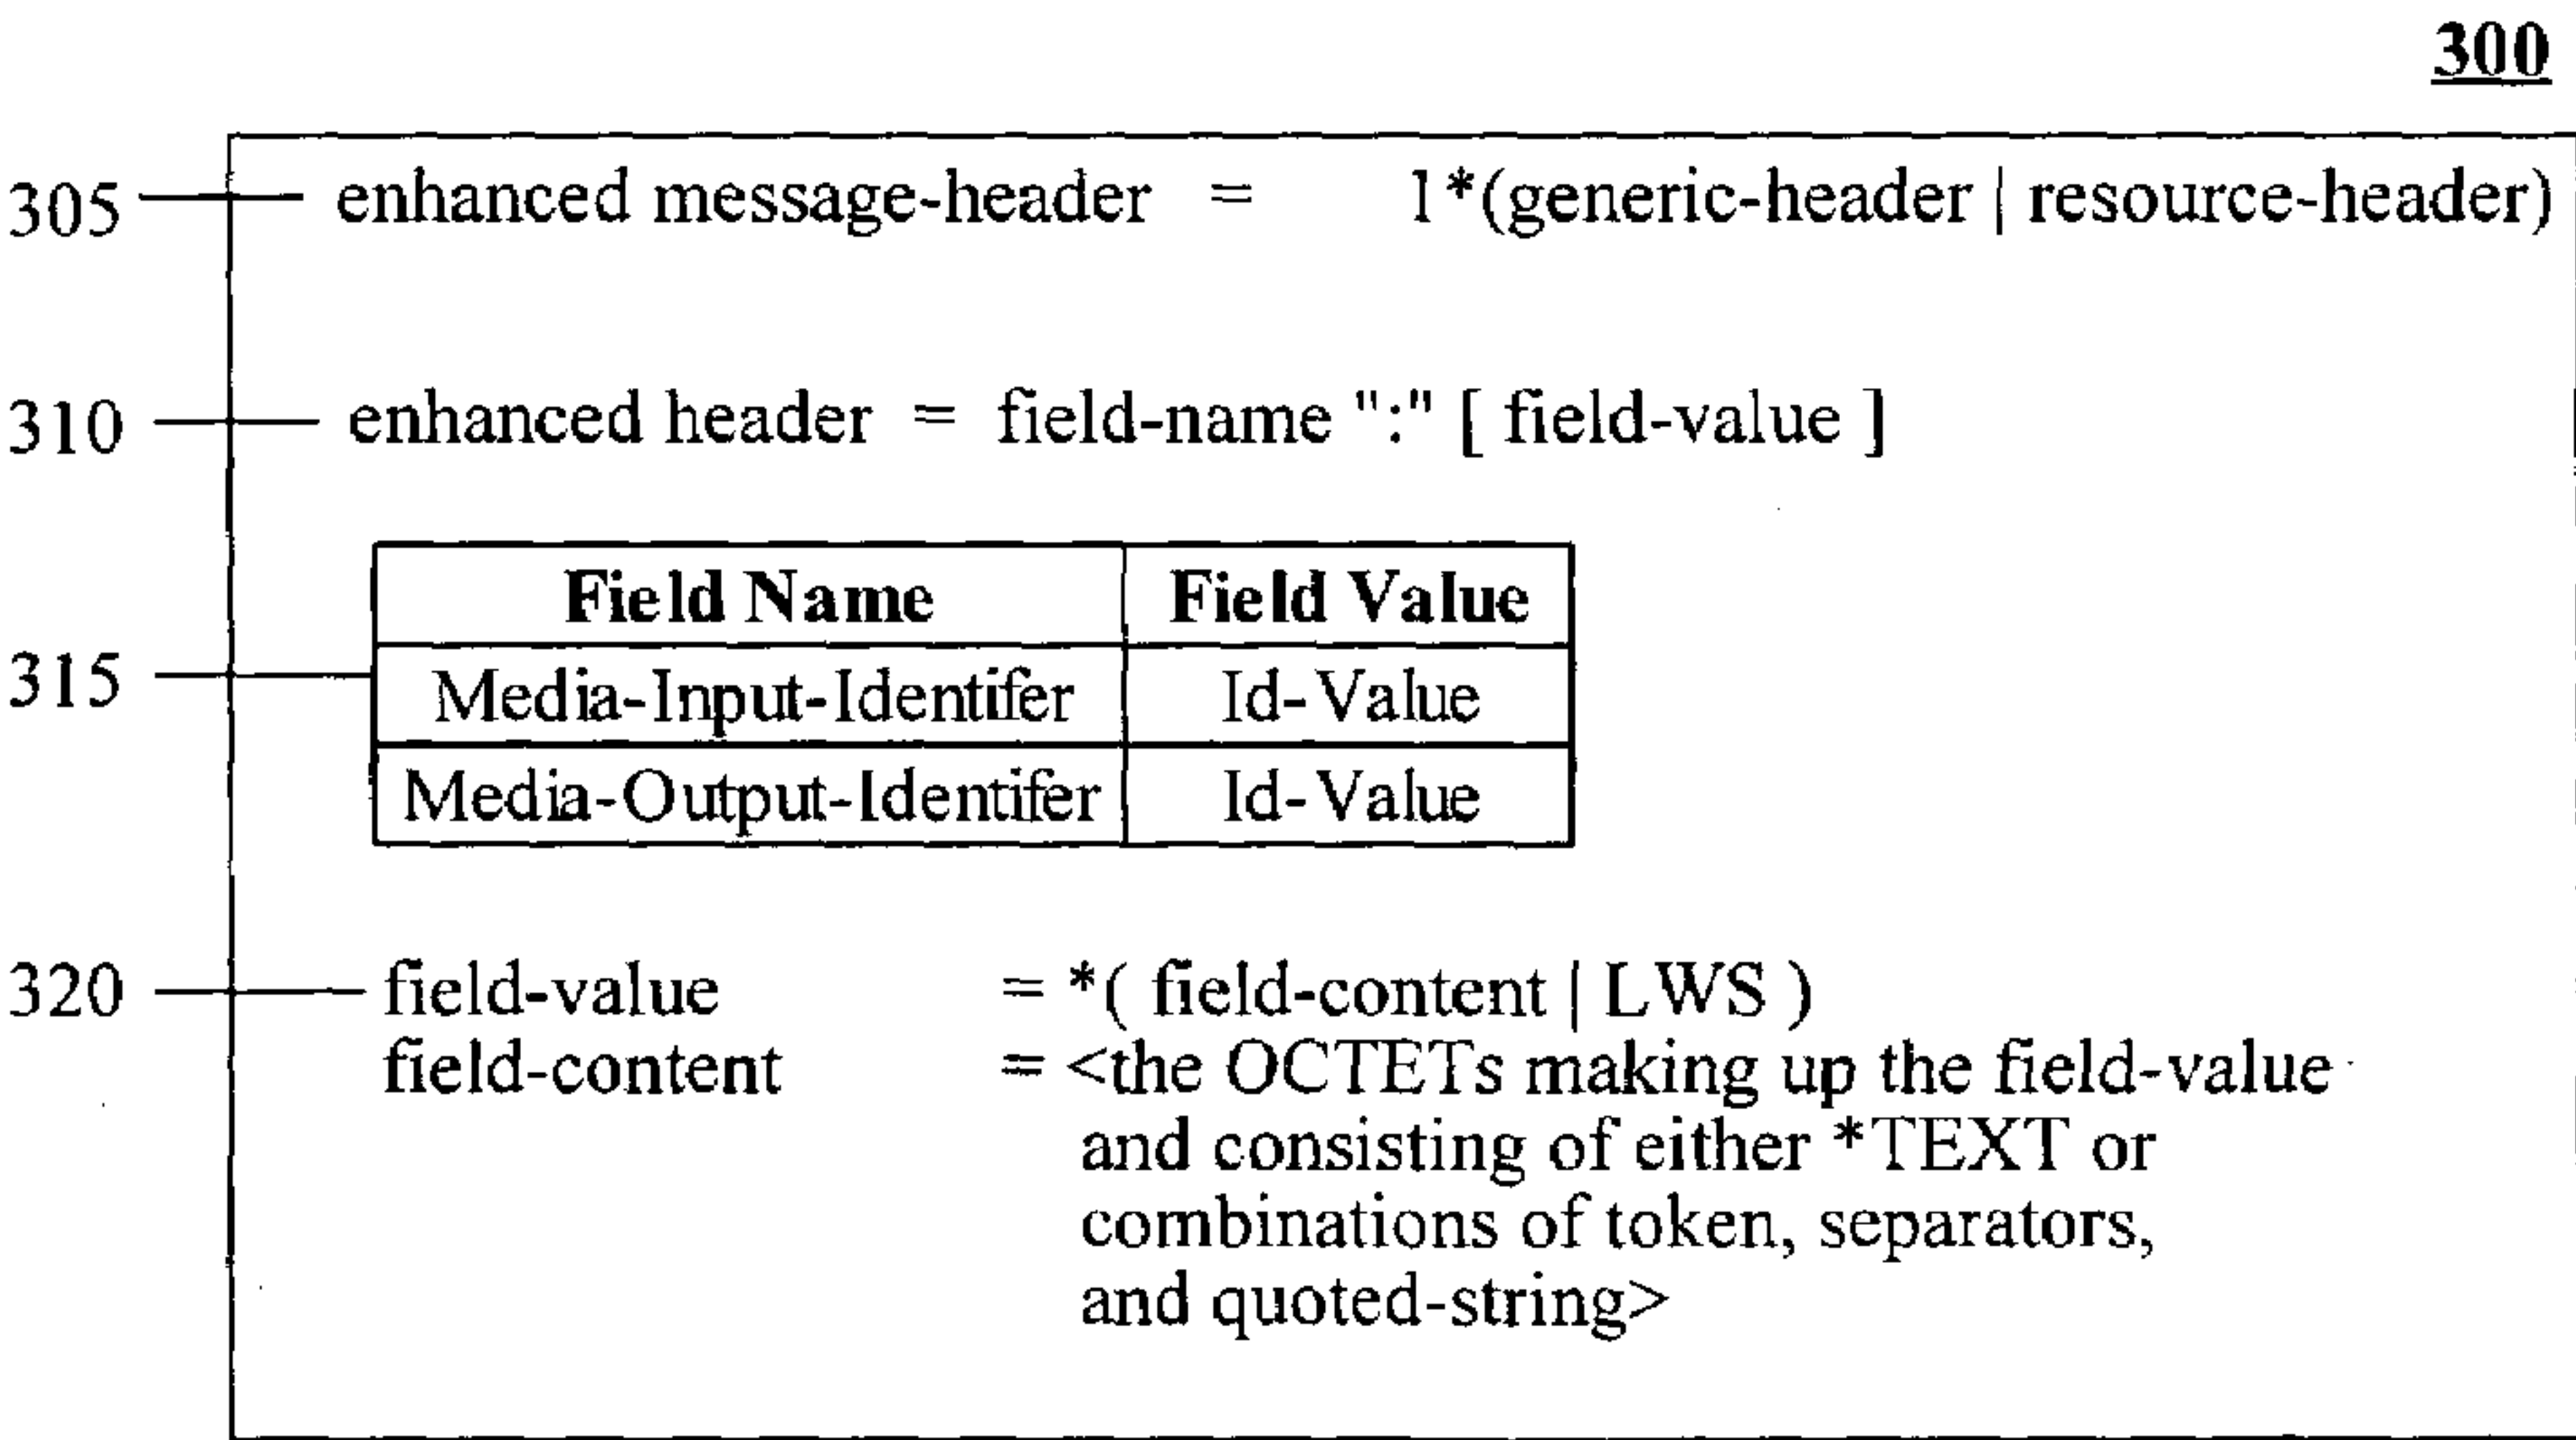 300
305 enhanced message-header = 1*(generic-header | resource-header)
310 enhanced header = field-name ":" [ field-value ]
Field Name Field Value
315 Media-Input-Identifer Id-Value
Media-Output-Identifer Id-Value
320 field-value = *( field-content | LWS )
field-content = <the OCTETs making up the field-value
and consisting of either *TEXT or
combinations of token, separators,
and quoted-string>